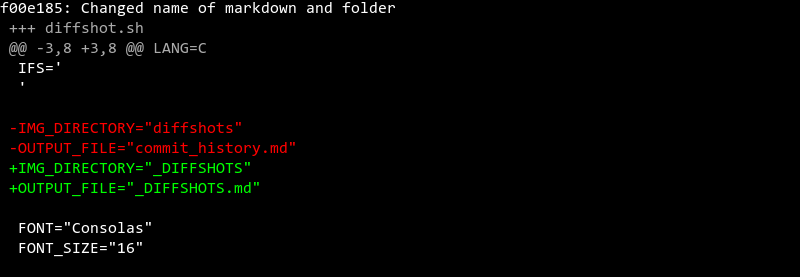 f00e185: Changed name of markdown and folder
+++ diffshot.sh
@@ -3,8 +3,8 @@ LANG=C
IFS='
'
-IMG_DIRECTORY="diffshots"
-OUTPUT_FILE="commit_history.md"
+IMG_DIRECTORY="_DIFFSHOTS"
+OUTPUT_FILE="_DIFFSHOTS.md"
FONT="Consolas"
FONT_SIZE="16"